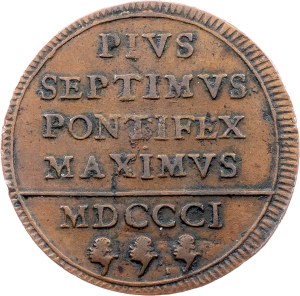 PIVS
SEPTIMVS
PONTIFEX
MAXIMVS
MDCCCI